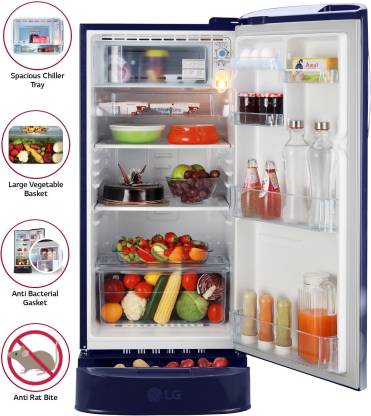 Spacious Chiller
Tray
Large Vegetable
Basket
Anti Bacterial
Gasket
Anti Rat Bite
Amul
LG